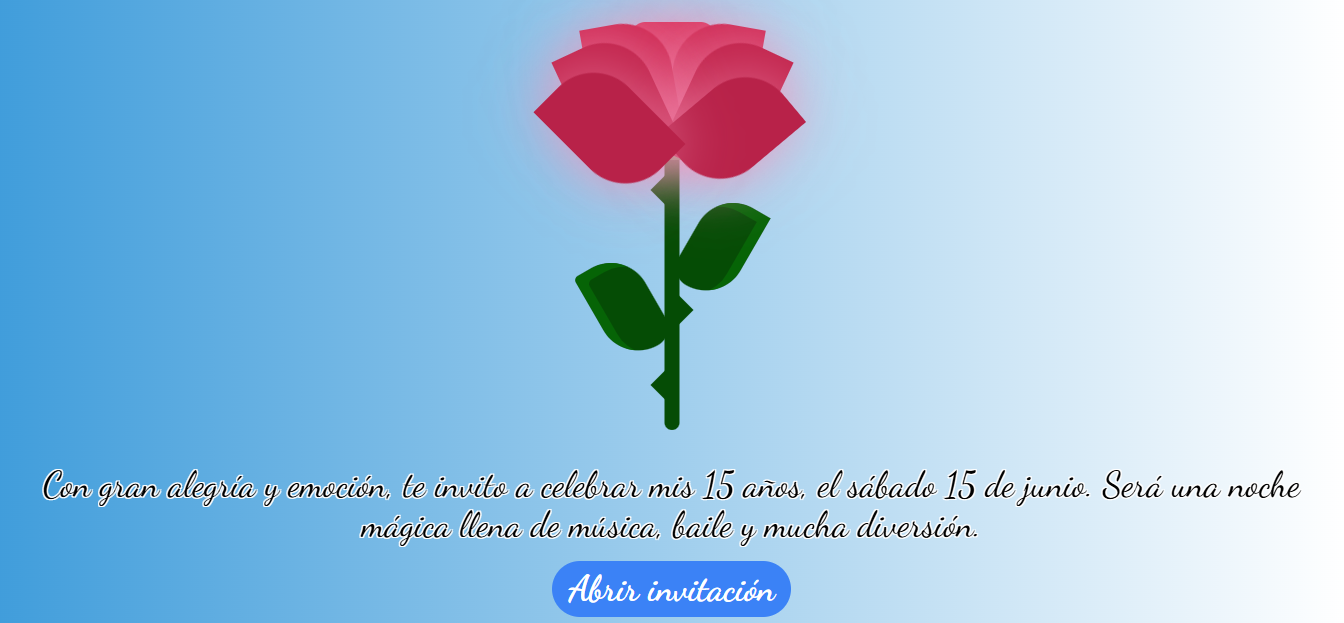 Con gran alegría y emoción, te invito a celebrar mis 15 años, el sábado 15 de junio. Será una noche
mágica llena de música, baile y mucha diversión.
Abrir invitación